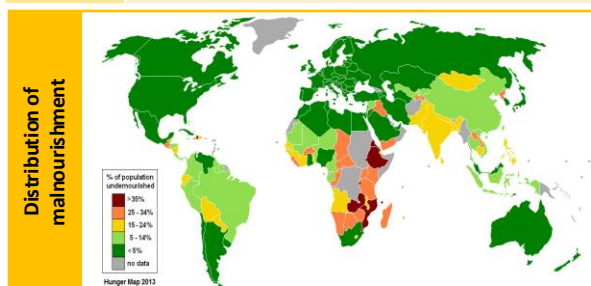 Distribution of
malnourishment
% of population
undernourished
>35%
25 - 34%
15 - 24%
5 - 14%
<5%
no data
Hunger Map 2013